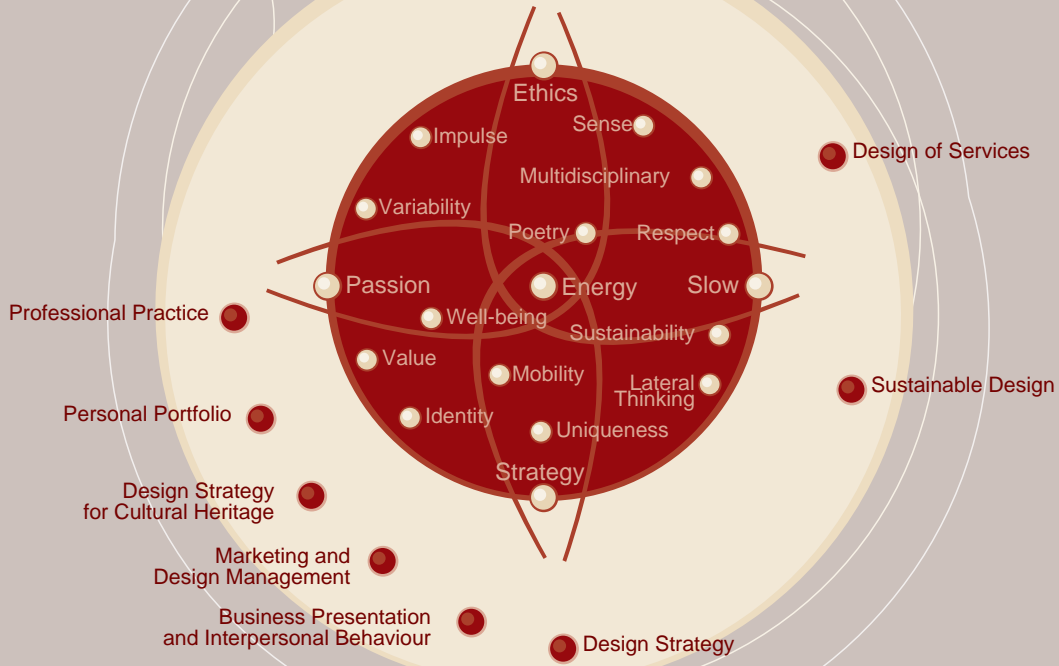 Ethics
Sense
Impulse
Design of Services
Multidisciplinary
Variability
Poetry
Respect
Passion
Energy
Slow
Professional Practice
Well-being
Sustainability
Value
Mobility
Lateral
Thinking
Sustainable Design
Personal Portfolio
Identity
Uniqueness
Strategy
Design Strategy
for Cultural Heritage
Marketing and
Design Management
Business Presentation
and Interpersonal Behaviour
Design Strategy